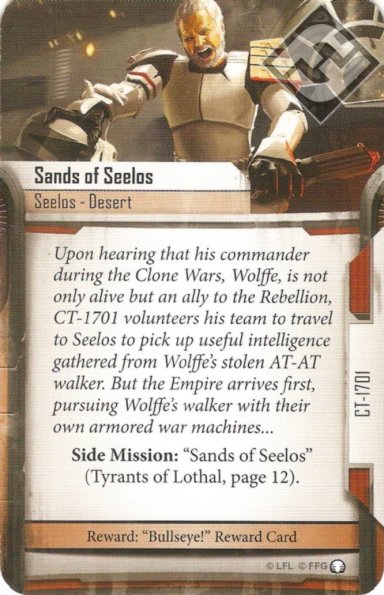 Sands of Seelos
Seelos - Desert
Upon hearing that his commander
during the Clone Wars, Wolffe, is not
only alive but an ally to the Rebellion,
CT-1701 volunteers his team to travel
to Seelos to pick up useful intelligence
gathered from Wolffe's stolen AT-AT
walker. But the Empire arrives first,
pursuing Wolffe's walker with their
own armored war machines...
Side Mission: “Sands of Seelos”
(Tyrants of Lothal, page 12).
CT-1701
Reward: “Bullseye!” Reward Card
© LFL © FFG